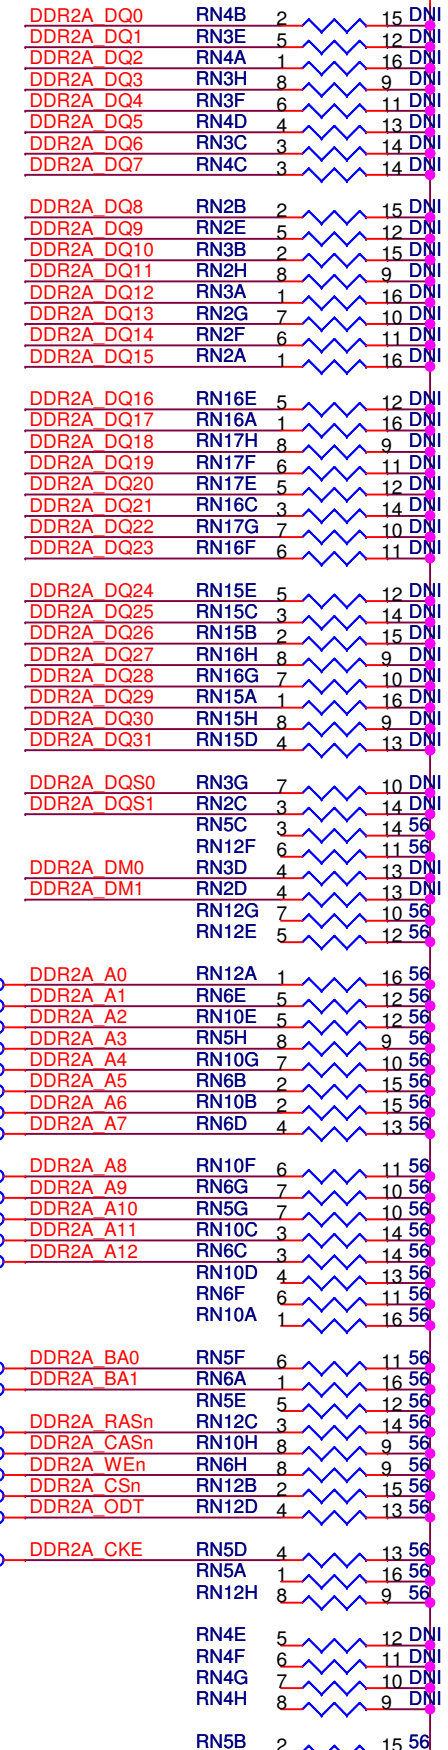 DDR2A_DQ0 RN4B 2 15 DNI
DDR2A_DQ1 RN3E 5 12 DNI
DDR2A_DQ2 RN4A 1 16 DNI
DDR2A_DQ3 RN3H 8 9 DNI
DDR2A_DQ4 RN3F 6 11 DNI
DDR2A_DQ5 RN4D 4 13 DNI
DDR2A_DQ6 RN3C 3 14 DNI
DDR2A_DQ7 RN4C 3 14 DNI
DDR2A_DQ8 RN2B 2 15 DNI
DDR2A_DQ9 RN2E 5 12 DNI
DDR2A_DQ10 RN3B 2 15 DNI
DDR2A_DQ11 RN2H 8 9 DNI
DDR2A_DQ12 RN3A 1 16 DNI
DDR2A_DQ13 RN2G 7 10 DNI
DDR2A_DQ14 RN2F 6 11 DNI
DDR2A_DQ15 RN2A 1 16 DNI
DDR2A_DQ16 RN16E 5 12 DNI
DDR2A_DQ17 RN16A 1 16 DNI
DDR2A_DQ18 RN17H 8 9 DNI
DDR2A_DQ19 RN17F 6 11 DNI
DDR2A_DQ20 RN17E 5 12 DNI
DDR2A_DQ21 RN16C 3 14 DNI
DDR2A_DQ22 RN17G 7 10 DNI
DDR2A_DQ23 RN16F 6 11 DNI
DDR2A_DQ24 RN15E 5 12 DNI
DDR2A_DQ25 RN15C 3 14 DNI
DDR2A_DQ26 RN15B 2 15 DNI
DDR2A_DQ27 RN16H 8 9 DNI
DDR2A_DQ28 RN16G 7 10 DNI
DDR2A_DQ29 RN15A 1 16 DNI
DDR2A_DQ30 RN15H 8 9 DNI
DDR2A_DQ31 RN15D 4 13 DNI
DDR2A_DQS0 RN3G 7 10 DNI
DDR2A_DQS1 RN2C 3 14 DNI
RN5C 3 14 56
RN12F 6 11 56
DDR2A_DM0 RN3D 4 13 DNI
DDR2A_DM1 RN2D 4 13 DNI
RN12G 7 10 56
RN12E 5 12 56
DDR2A_A0 RN12A 1 16 56
DDR2A_A1 RN6E 5 12 56
DDR2A_A2 RN10E 5 12 56
DDR2A_A3 RN5H 8 9 56
DDR2A_A4 RN10G 7 10 56
DDR2A_A5 RN6B 2 15 56
DDR2A_A6 RN10B 2 15 56
DDR2A_A7 RN6D 4 13 56
DDR2A_A8 RN10F 6 11 56
DDR2A_A9 RN6G 7 10 56
DDR2A_A10 RN5G 7 10 56
DDR2A_A11 RN10C 3 14 56
DDR2A_A12 RN6C 3 14 56
RN10D 4 13 56
RN6F 6 11 56
RN10A 1 16 56
DDR2A_BA0 RN5F 6 11 56
DDR2A_BA1 RN6A 1 16 56
RN5E 5 12 56
DDR2A_RASn RN12C 3 14 56
DDR2A_CASn RN10H 8 9 56
DDR2A_WEn RN6H 8 9 56
DDR2A_CSn RN12B 2 15 56
DDR2A_ODT RN12D 4 13 56
DDR2A_CKE RN5D 4 13 56
RN5A 1 16 56
RN12H 8 9 56
RN4E 5 12 DNI
RN4F 6 11 DNI
RN4G 7 10 DNI
RN4H 8 9 DNI
RN5B 2 15 56